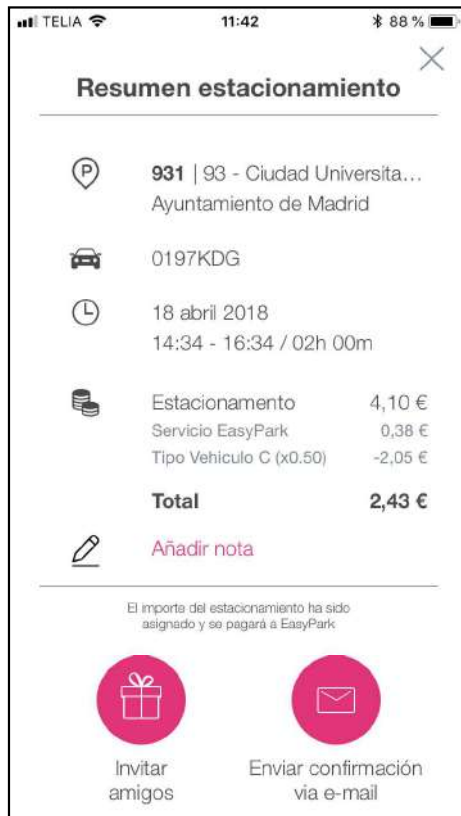 TELIA 11:42 88 %
Resumen estacionamiento
P
931 | 93 - Ciudad Universita...
Ayuntamiento de Madrid
0197KDG
18 abril 2018
14:34 - 16:34 / 02h 00m
Estacionamento 4,10 €
Servicio EasyPark 0,38 €
Tipo Vehiculo C (x0.50) -2,05 €
Total 2,43 €
Añadir nota
El importe del estacionamiento ha sido
asignado y se pagará a EasyPark
Invitar
amigos
Enviar confirmación
via e-mail